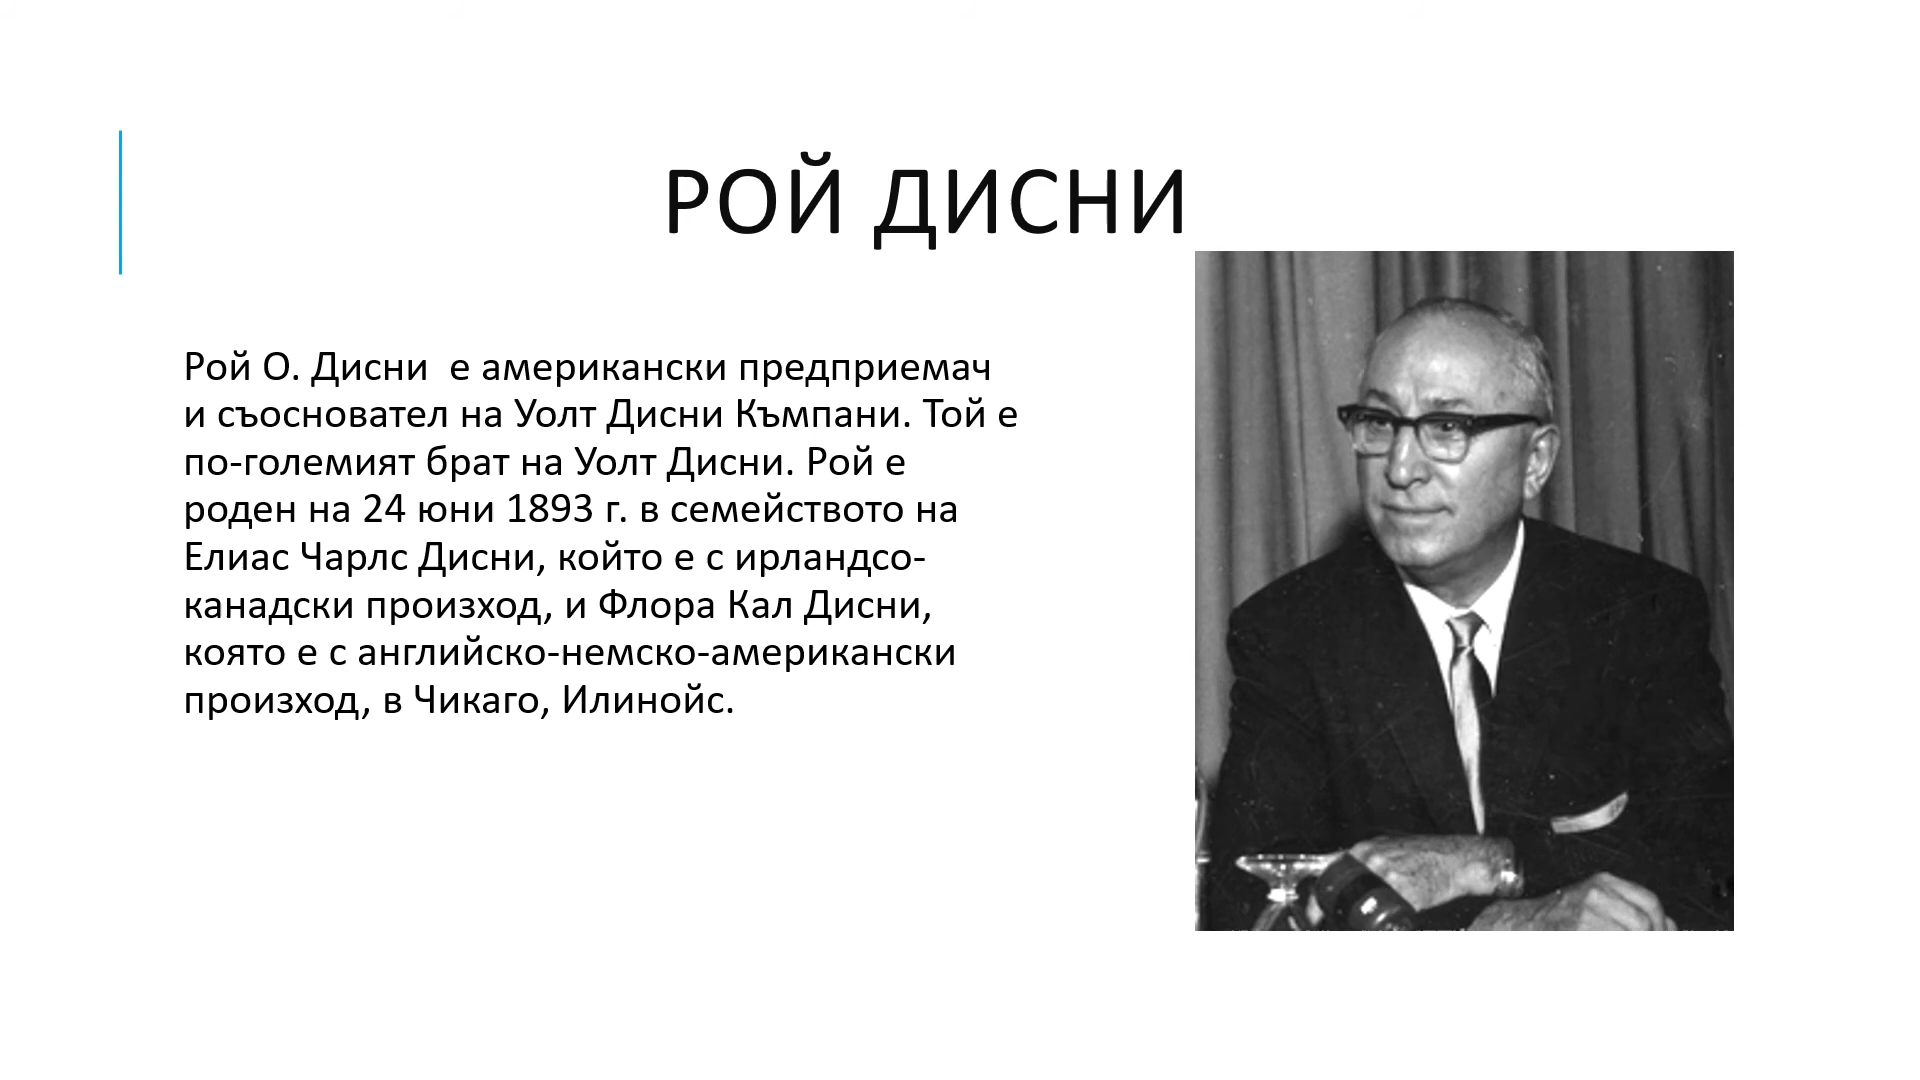 РОЙ ДИСНИ
Рой О. Дисни  е американски предприемач
и съосновател на Уолт Дисни Къмпани. Той е
по-големият брат на Уолт Дисни. Рой е
роден на 24 юни 1893 г. в семейството на
Елиас Чарлс Дисни, който е с ирландсо-
канадски произход, и Флора Кал Дисни,
която е с английско-немско-американски
произход, в Чикаго, Илинойс.